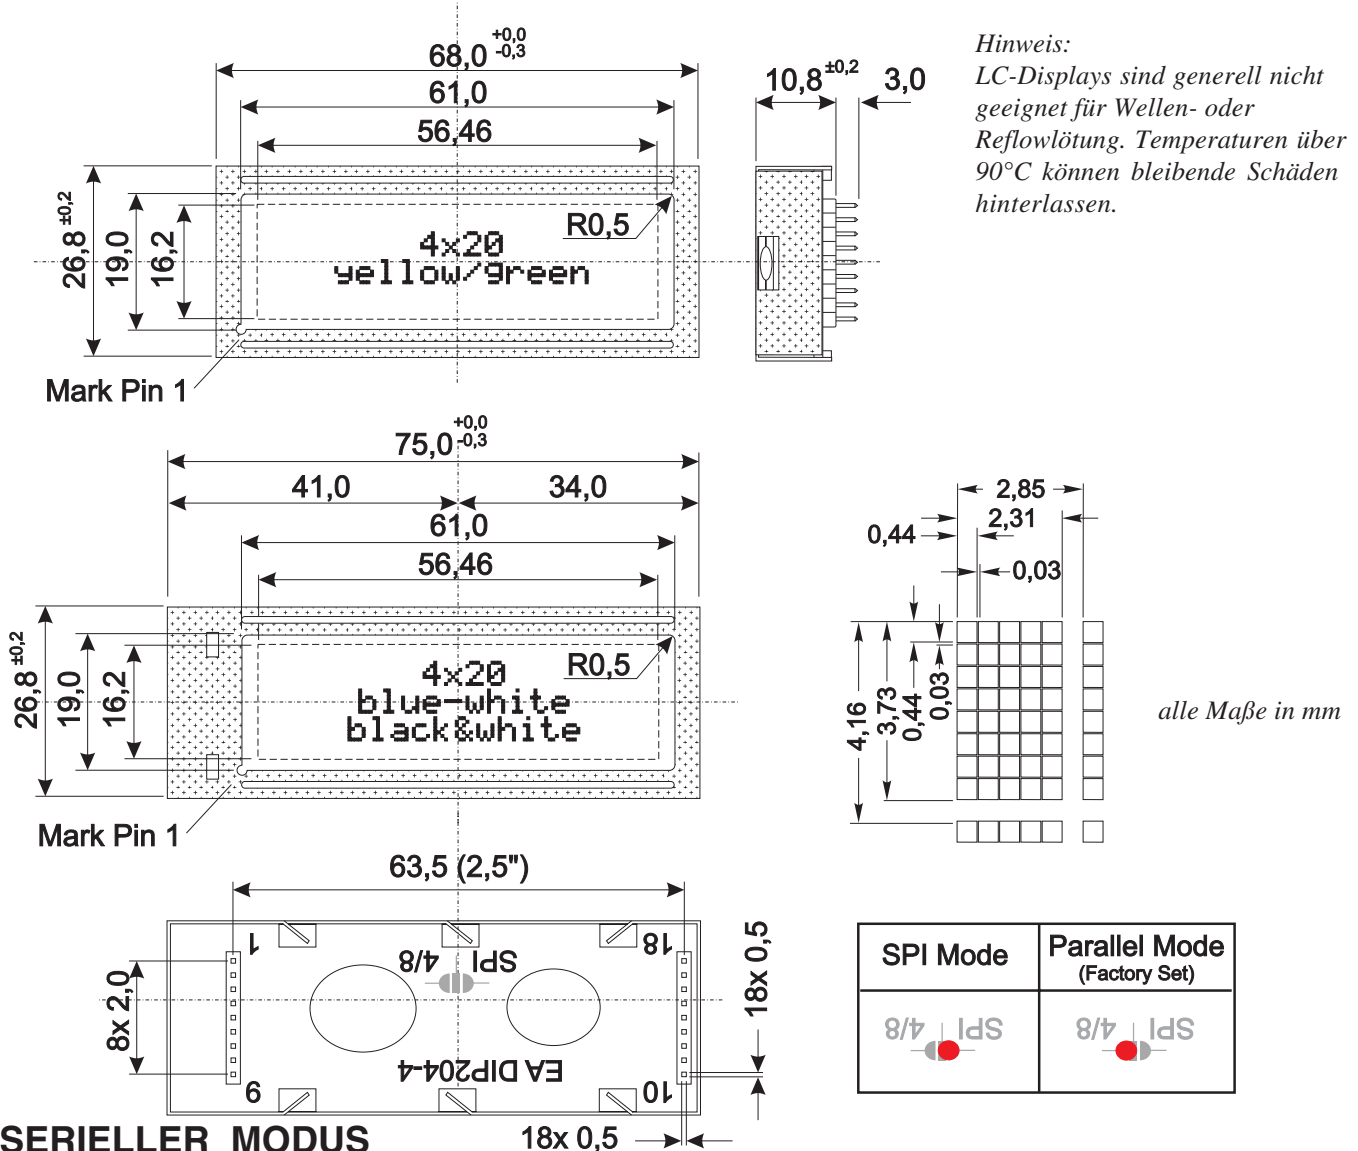 68,0 +0,0 -0,3
61,0
56,46
26,8 ±0,2
19,0
16,2
R0,5
4x20
yellow/green
Mark Pin 1
10,8 ±0,2
3,0
Hinweis:
LC-Displays sind generell nicht
geeignet für Wellen- oder
Reflowlötung. Temperaturen über
90°C können bleibende Schäden
hinterlassen.
75,0 +0,0 -0,3
41,0
34,0
61,0
56,46
26,8 ±0,2
19,0
16,2
R0,5
4x20
blue-white
black&white
Mark Pin 1
2,85
2,31
0,44
0,03
4,16
3,73
0,44
0,03
alle Maße in mm
63,5 (2,5")
1
18
4/8 SPI
8x 2,0
EA DIP204-4
9
10
18x 0,5
18x 0,5
SPI Mode
Parallel Mode
(Factory Set)
4/8 SPI
4/8 SPI
SERIELLER MODUS